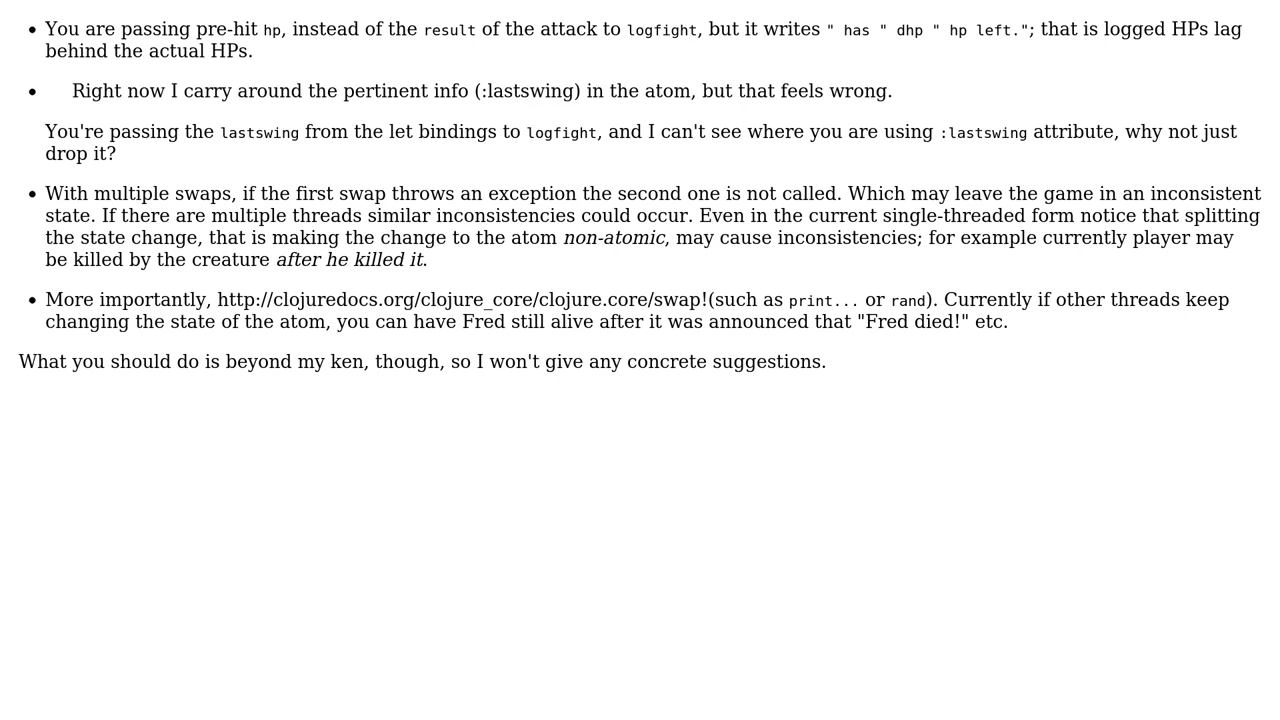 You are passing pre-hit hp, instead of the result of the attack to logfight, but it writes " has " dhp " hp left."; that is logged HPs lag
behind the actual HPs.
Right now I carry around the pertinent info (:lastswing) in the atom, but that feels wrong.
You're passing the lastswing from the let bindings to logfight, and I can't see where you are using :lastswing attribute, why not just
drop it?
With multiple swaps, if the first swap throws an exception the second one is not called. Which may leave the game in an inconsistent
state. If there are multiple threads similar inconsistencies could occur. Even in the current single-threaded form notice that splitting
the state change, that is making the change to the atom non-atomic, may cause inconsistencies; for example currently player may
be killed by the creature after he killed it.
More importantly, http://clojuredocs.org/clojure_core/clojure.core/swap!(such as print... or rand). Currently if other threads keep
changing the state of the atom, you can have Fred still alive after it was announced that "Fred died!" etc.
What you should do is beyond my ken, though, so I won't give any concrete suggestions.